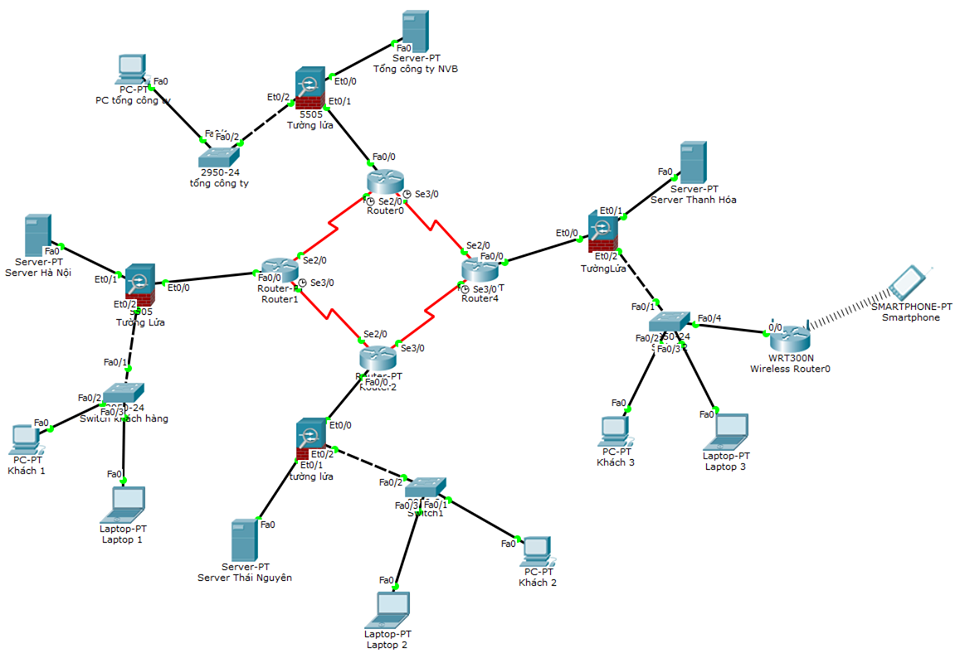 Fa0
Server-PT
Tổng công ty NVB
Fa0
PC-PT
PC tổng công ty
Et0/0
Et0/2
Et0/1
5505
Tường lửa
Fa0/2
2950-24
tổng công ty
Fa0/0
Se3/0
Se2/0
Router0
Fa0
Server-PT
Server Thanh Hóa
Et0/1
Et0/0
Et0/2
TườngLửa
Se2/0
Fa0/0
Se3/0
Router4
Fa0
Server-PT
Server Hà Nội
Et0/1
Et0/0
Et0/2
Tường Lửa
Se2/0
Fa0/0
Se3/0
Router1
SMARTPHONE-PT
Smartphone
Fa0/1
Fa0/4
Fa0/2
Fa0/3
0/0
WRT300N
Wireless Router0
Se2/0
Se3/0
Router-PT
Router2
Fa0/0
Fa0/1
Fa0/2
Fa0/3
2950-24
Switch khách hàng
Fa0
PC-PT
Khách 1
Fa0
Laptop-PT
Laptop 1
Fa0
PC-PT
Khách 3
Fa0
Laptop-PT
Laptop 3
Et0/0
Et0/2
Et0/1
tường lửa
Fa0/2
Fa0/3
Fa0/1
Switch1
Fa0
Server-PT
Server Thái Nguyên
Fa0
PC-PT
Khách 2
Fa0
Laptop-PT
Laptop 2